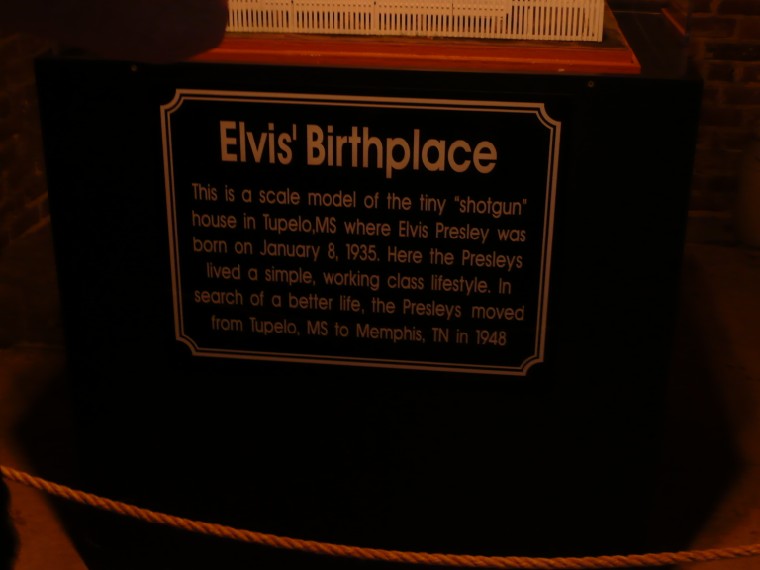 Elvis' Birthplace
This is a scale model of the tiny "shotgun"
house in Tupelo,MS where Elvis Presley was
born on January 8, 1935. Here the Presleys
lived a simple, working class lifestyle. In
search of a better life, the Presleys moved
from Tupelo, MS to Memphis, TN in 1948